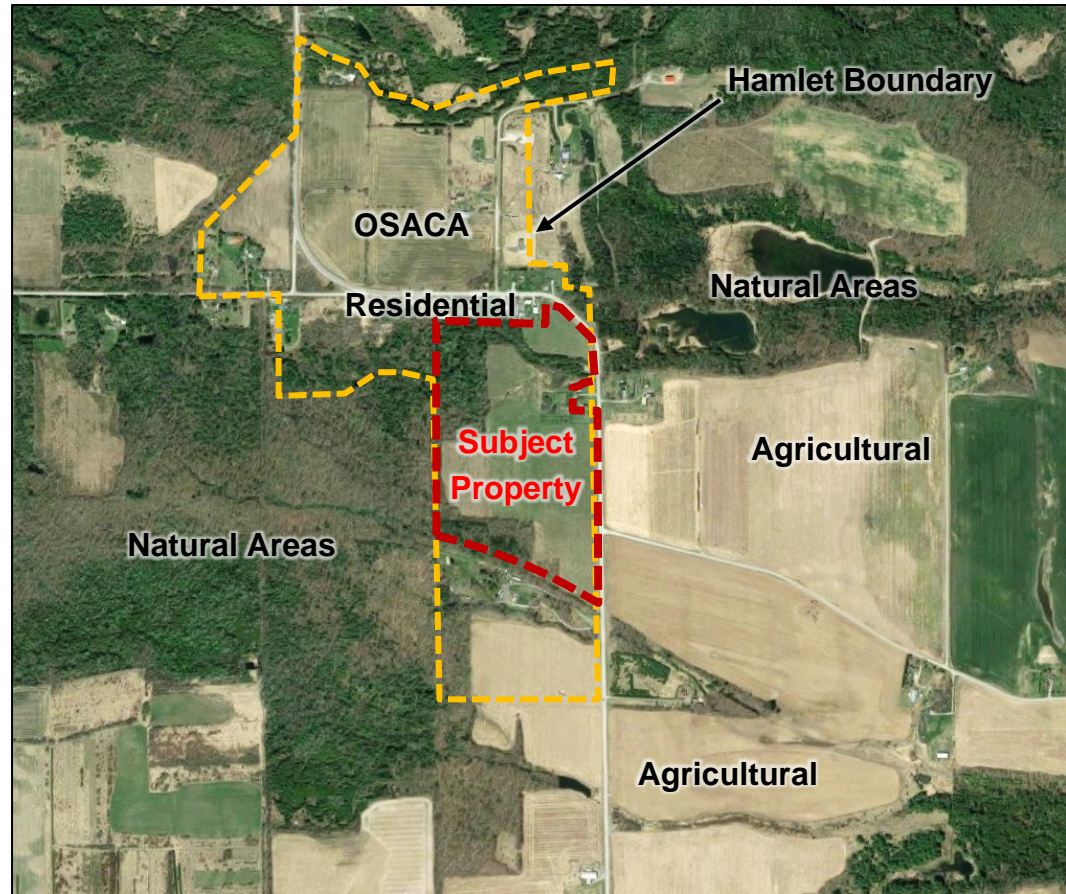 Hamlet Boundary
OSACA
Natural Areas
Residential
Subject
Property
Agricultural
Natural Areas
Agricultural